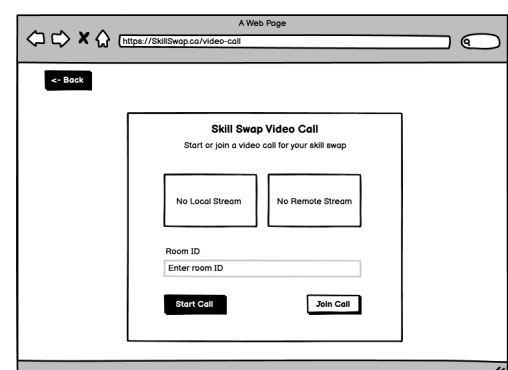 A Web Page
https://SkillSwap.ca/video-call
<- Back
Skill Swap Video Call
Start or join a video call for your skill swap
No Local Stream
No Remote Stream
Room ID
Enter room ID
Start Call
Join Call